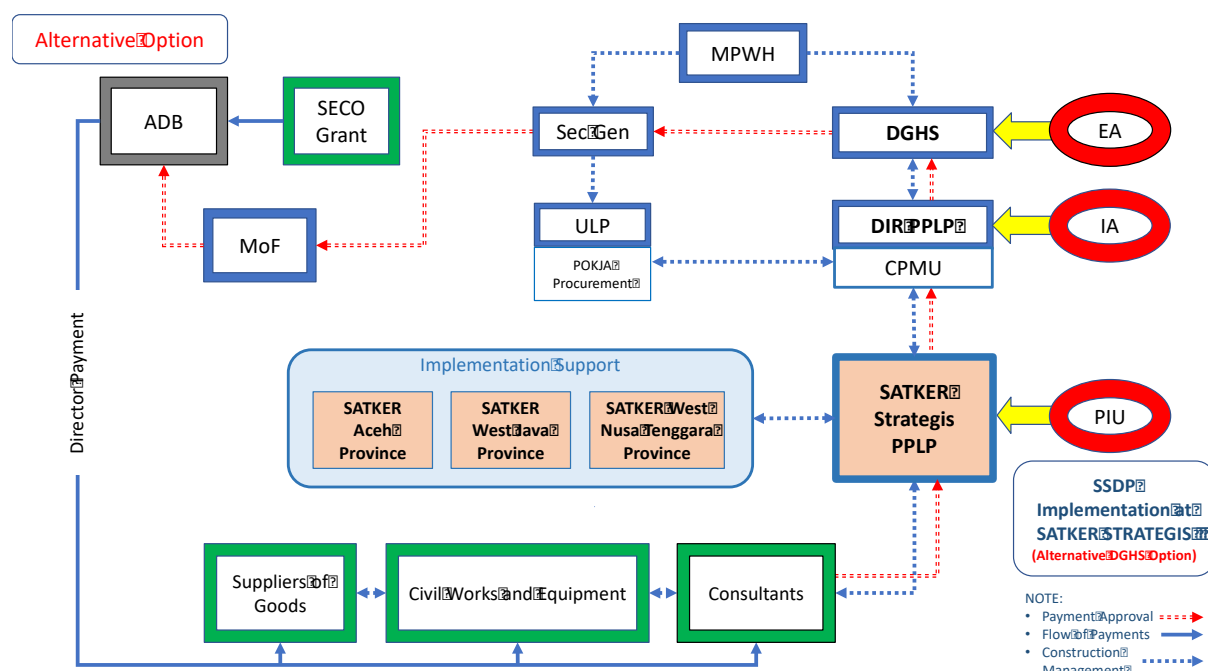 Alternative Option
MPWH
ADB
SECO
Grant
Sec Gen
DGHS
EA
MoF
ULP
POKJA
Procurement
DIR PPLP
CPMU
IA
Director Payment
Implementation Support
SATKER
Aceh
Province
SATKER
West Java
Province
SATKER West
Nusa Tenggara
Province
SATKER
Strategis
PPLP
PIU
SSDP
Implementation at
SATKER STRATEGIS
(Alternative DGHS Option)
Suppliers of
Goods
Civil Works and Equipment
Consultants
NOTE:
• Payment Approval
• Flow of Payments
• Construction
Management